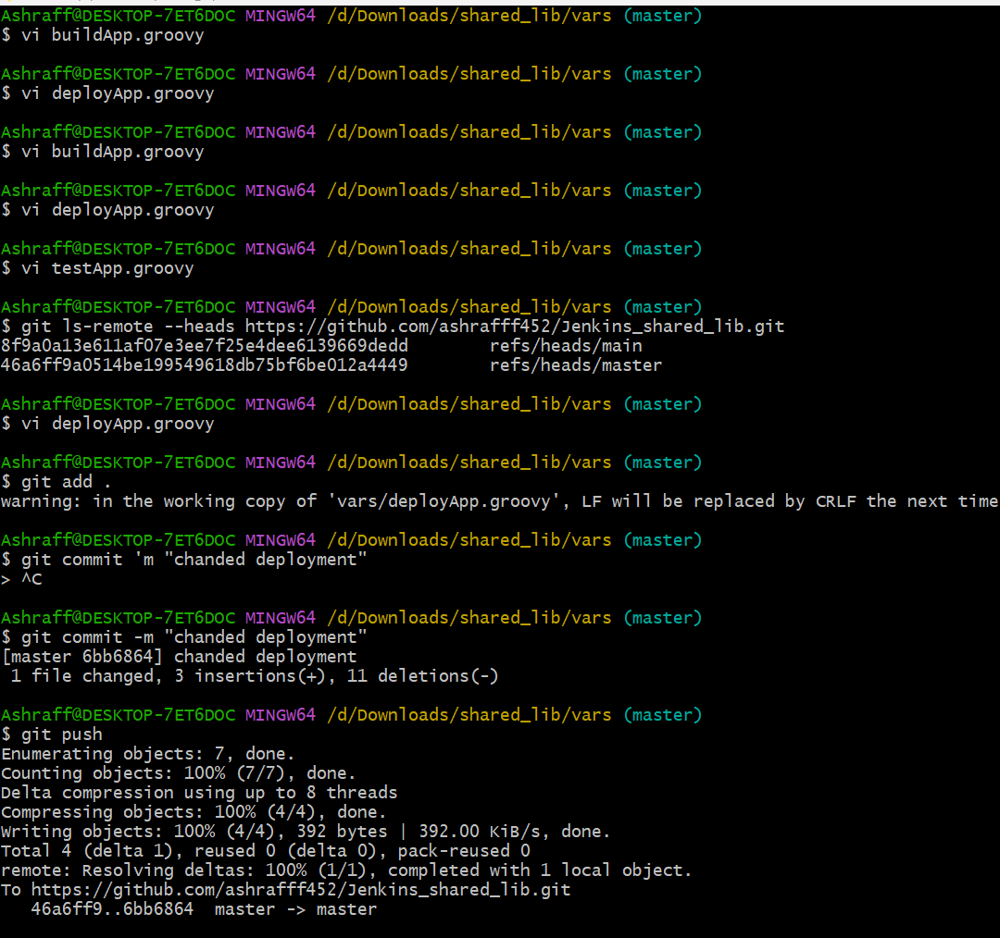 Ashraff@DESKTOP-7ET6DOC MINGW64 /d/Downloads/shared_lib/vars (master)
$ vi buildApp.groovy
Ashraff@DESKTOP-7ET6DOC MINGW64 /d/Downloads/shared_lib/vars (master)
$ vi deployApp.groovy
Ashraff@DESKTOP-7ET6DOC MINGW64 /d/Downloads/shared_lib/vars (master)
$ vi buildApp.groovy
Ashraff@DESKTOP-7ET6DOC MINGW64 /d/Downloads/shared_lib/vars (master)
$ vi deployApp.groovy
Ashraff@DESKTOP-7ET6DOC MINGW64 /d/Downloads/shared_lib/vars (master)
$ vi testApp.groovy
Ashraff@DESKTOP-7ET6DOC MINGW64 /d/Downloads/shared_lib/vars (master)
$ git ls-remote --heads https://github.com/ashrafff452/Jenkins_shared_lib.git
8f9a0a13e611af07e3ee7f25e4dee6139669dedd        refs/heads/main
46a6ff9a0514be199549618db75bf6be012a4449        refs/heads/master
Ashraff@DESKTOP-7ET6DOC MINGW64 /d/Downloads/shared_lib/vars (master)
$ vi deployApp.groovy
Ashraff@DESKTOP-7ET6DOC MINGW64 /d/Downloads/shared_lib/vars (master)
$ git add .
warning: in the working copy of 'vars/deployApp.groovy', LF will be replaced by CRLF the next time
Ashraff@DESKTOP-7ET6DOC MINGW64 /d/Downloads/shared_lib/vars (master)
$ git commit 'm "chanded deployment"
> ^C
Ashraff@DESKTOP-7ET6DOC MINGW64 /d/Downloads/shared_lib/vars (master)
$ git commit -m "chanded deployment"
[master 6bb6864] chanded deployment
 1 file changed, 3 insertions(+), 11 deletions(-)
Ashraff@DESKTOP-7ET6DOC MINGW64 /d/Downloads/shared_lib/vars (master)
$ git push
Enumerating objects: 7, done.
Counting objects: 100% (7/7), done.
Delta compression using up to 8 threads
Compressing objects: 100% (4/4), done.
Writing objects: 100% (4/4), 392 bytes | 392.00 KiB/s, done.
Total 4 (delta 1), reused 0 (delta 0), pack-reused 0
remote: Resolving deltas: 100% (1/1), completed with 1 local object.
To https://github.com/ashrafff452/Jenkins_shared_lib.git
   46a6ff9..6bb6864  master -> master